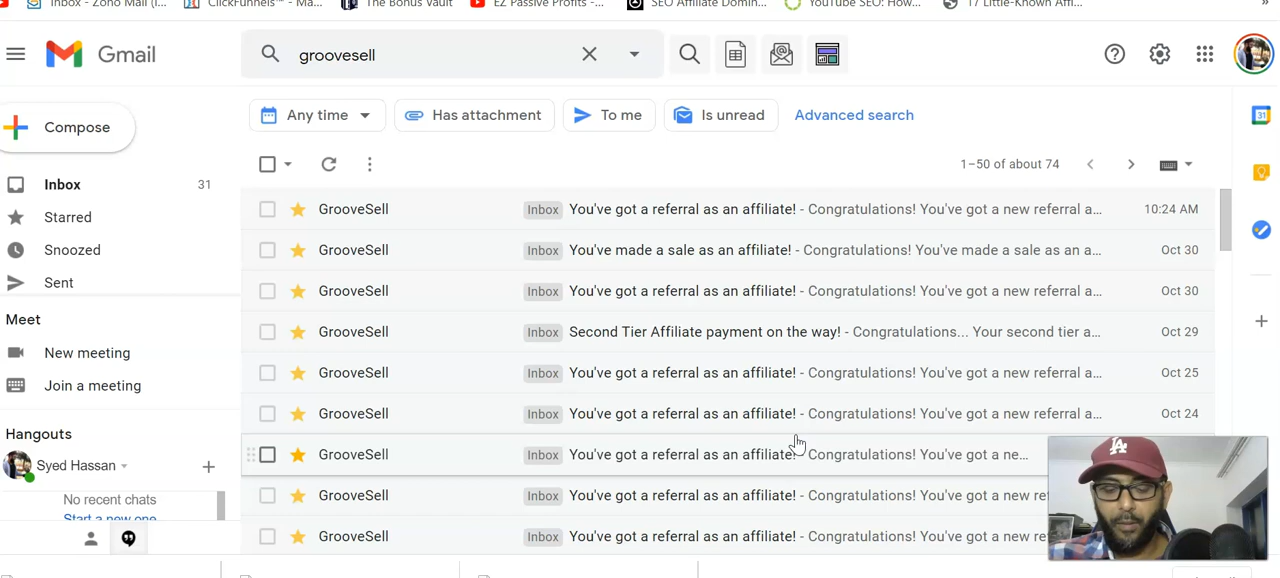 Inbox - Zoho Mail (i...
ClickFunnels™ - Ma...
The Bonus Vault
EZ Passive Profits -...
SEO Affiliate Domin...
YouTube SEO: How...
17 Little-Known Affi...
»
Gmail
groovesell
Compose
Any time
Has attachment
To me
Is unread
Advanced search
31
Inbox 31
Starred
Snoozed
Sent
1–50 of about 74
GrooveSell Inbox You've got a referral as an affiliate! - Congratulations! You've got a new referral a... 10:24 AM
GrooveSell Inbox You've made a sale as an affiliate! - Congratulations! You've made a sale as an a... Oct 30
GrooveSell Inbox You've got a referral as an affiliate! - Congratulations! You've got a new referral a... Oct 30
GrooveSell Inbox Second Tier Affiliate payment on the way! - Congratulations... Your second tier a... Oct 29
GrooveSell Inbox You've got a referral as an affiliate! - Congratulations! You've got a new referral a... Oct 25
GrooveSell Inbox You've got a referral as an affiliate! - Congratulations! You've got a new referral a... Oct 24
GrooveSell Inbox You've got a referral as an affiliate! - Congratulations! You've got a ne...
GrooveSell Inbox You've got a referral as an affiliate! - Congratulations! You've got a new re
GrooveSell Inbox You've got a referral as an affiliate! - Congratulations! You've got a new re
Meet
New meeting
Join a meeting
Hangouts
Syed Hassan
No recent chats
Start a new one
LA